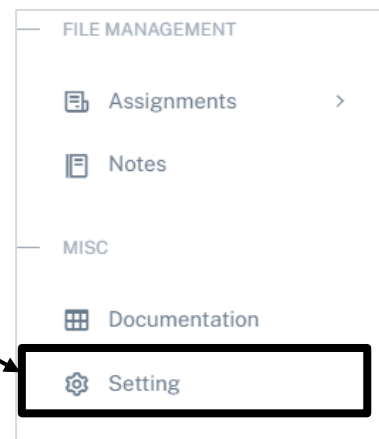 FILE MANAGEMENT
Assignments
Notes
MISC
Documentation
Setting